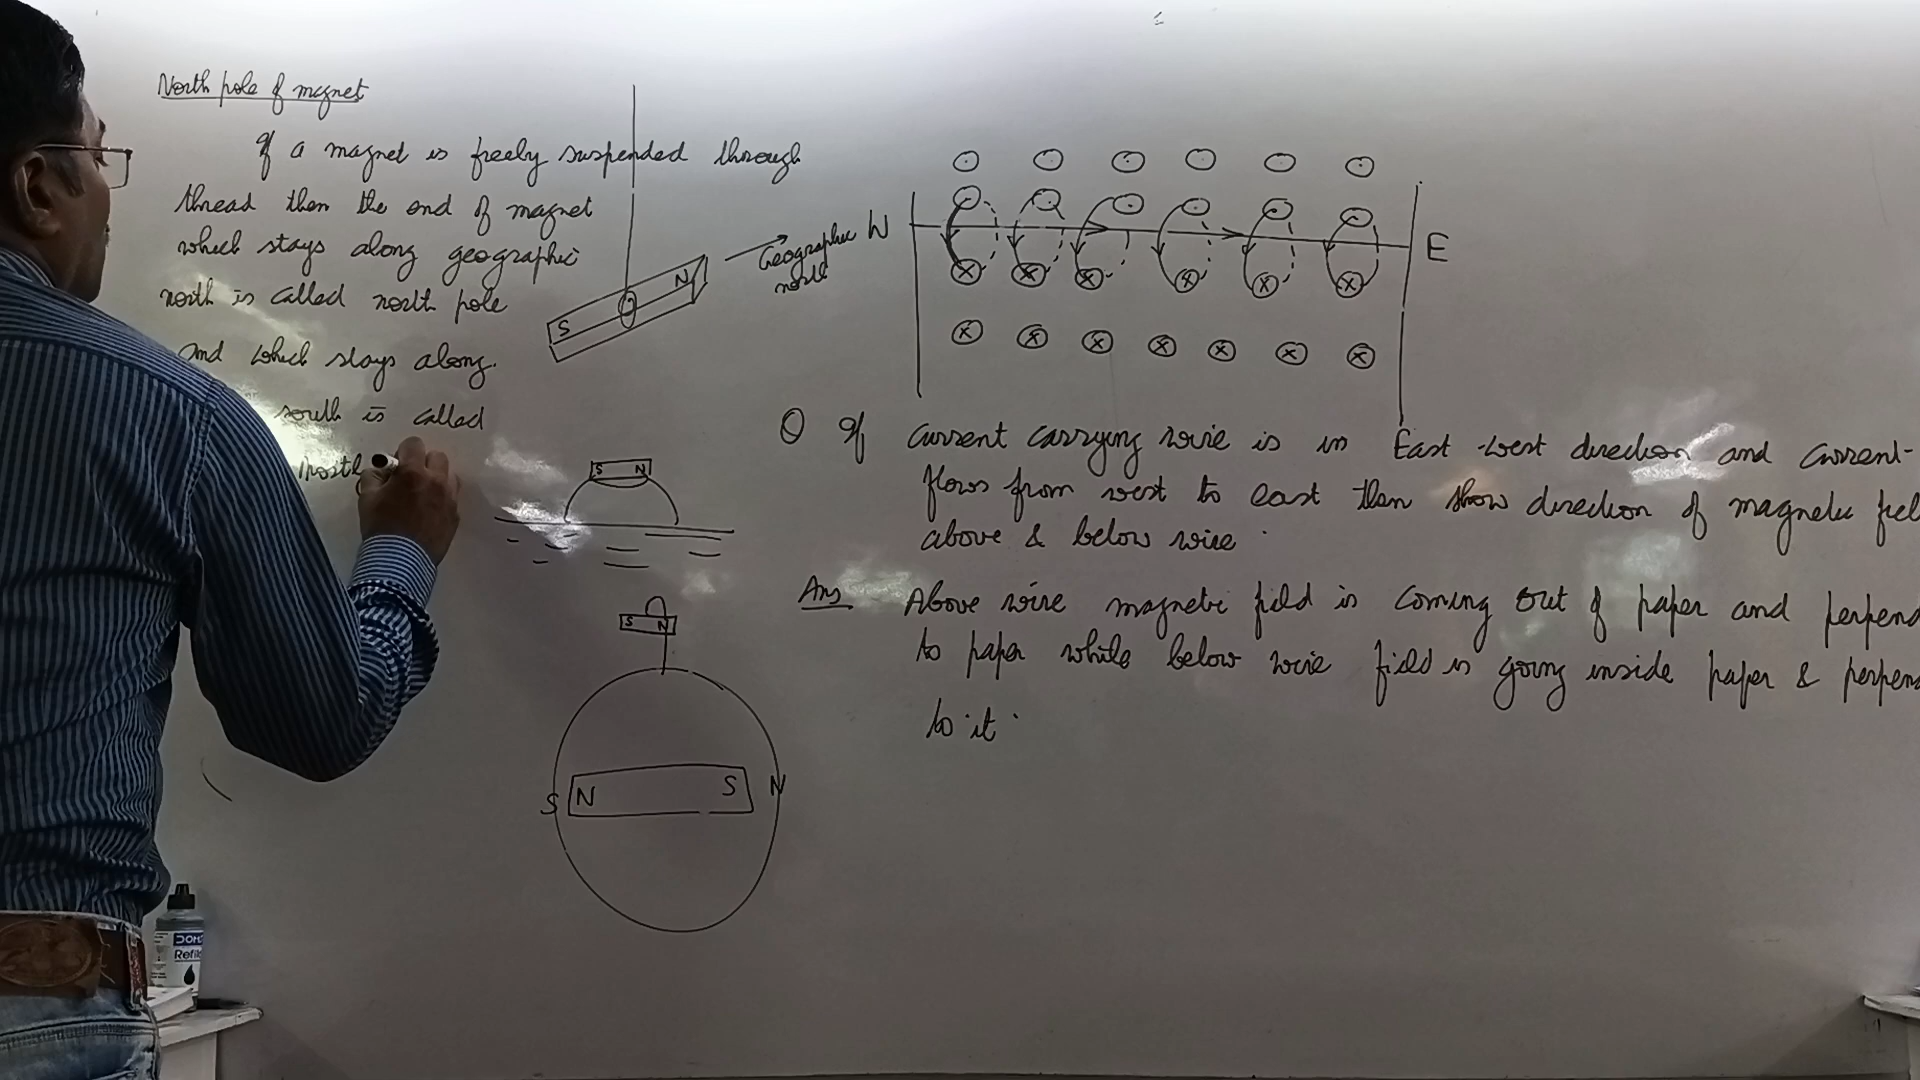 North pole of magnet
If a magnet is freely suspended through
thread then the end of magnet
which stays along geographic
north is called north pole
and which stays along
south is called
S
N
Geographic
north
W
E
S N
S N
S
N
S
N
Q If current carrying wire is in East-west direction and current-
flows from west to east then show direction of magnetic fiel
above & below wire.
Ans Above wire magnetic field is coming out of paper and perpend
to paper while below wire field is going inside paper & perpend
to it.
DOMS
Refil